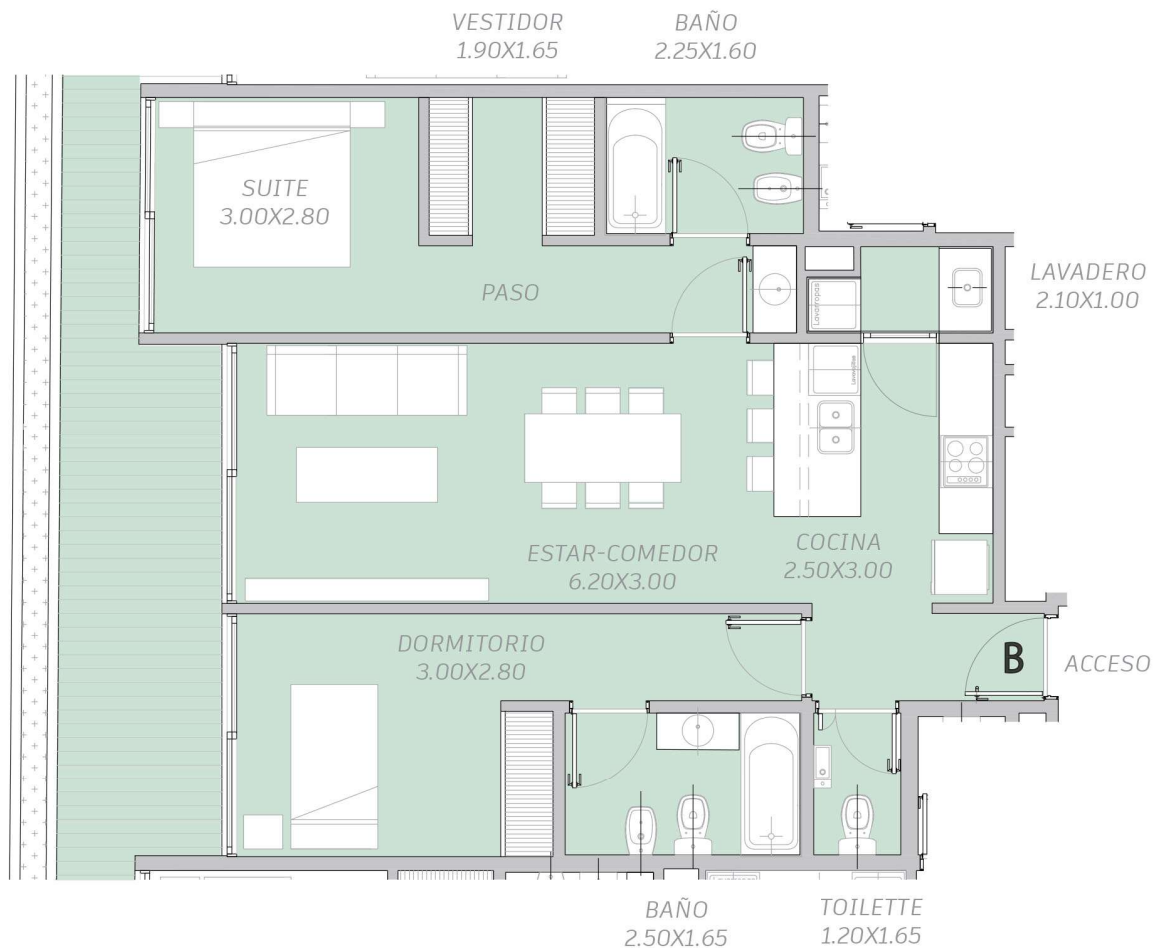 VESTIDOR
1.90X1.65
BAÑO
2.25X1.60
SUITE
3.00X2.80
PASO
LAVADERO
2.10X1.00
Lavarropas
ESTAR-COMEDOR
6.20X3.00
COCINA
2.50X3.00
DORMITORIO
3.00X2.80
B
ACCESO
BAÑO
2.50X1.65
TOILETTE
1.20X1.65